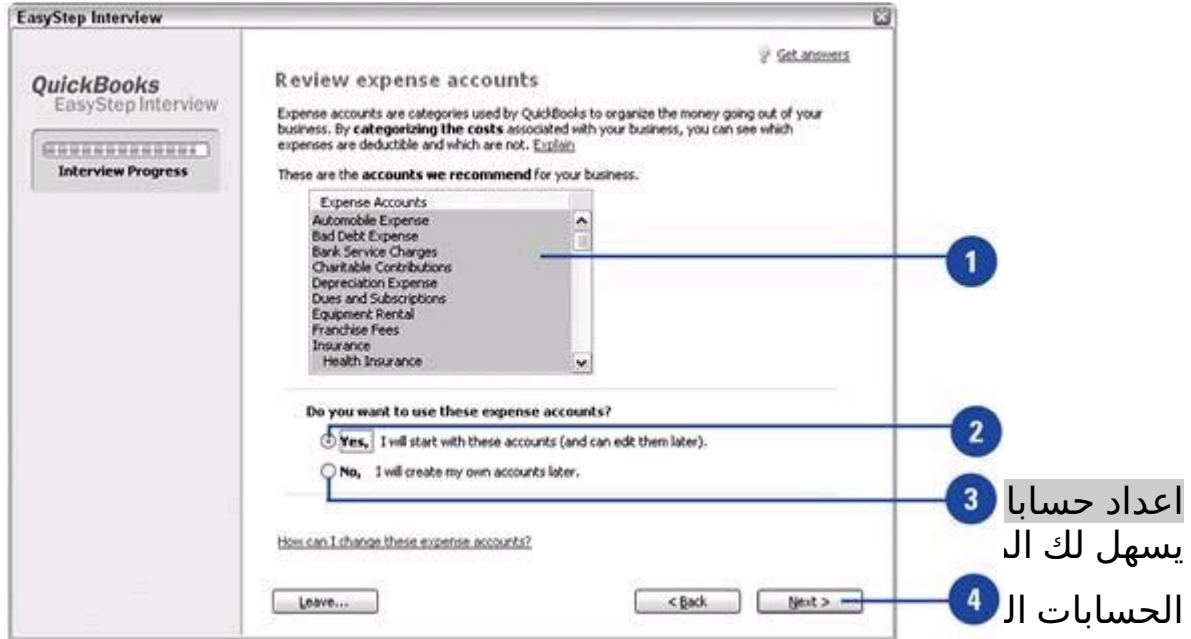 EasyStep Interview
Get answers
QuickBooks
EasyStep Interview
Interview Progress
Review expense accounts
Expense accounts are categories used by QuickBooks to organize the money going out of your
business. By categorizing the costs associated with your business, you can see which
expenses are deductible and which are not. Explain
These are the accounts we recommend for your business.
Expense Accounts
Automobile Expense
Bad Debt Expense
Bank Service Charges
Charitable Contributions
Depreciation Expense
Dues and Subscriptions
Equipment Rental
Franchise Fees
Insurance
Health Insurance
1
Do you want to use these expense accounts?
Yes, I will start with these accounts (and can edit them later).
2
No, I will create my own accounts later.
3
How can I change these expense accounts?
Leave...
< Back
Next >
4
اعداد
يسهل لك
الحسابات